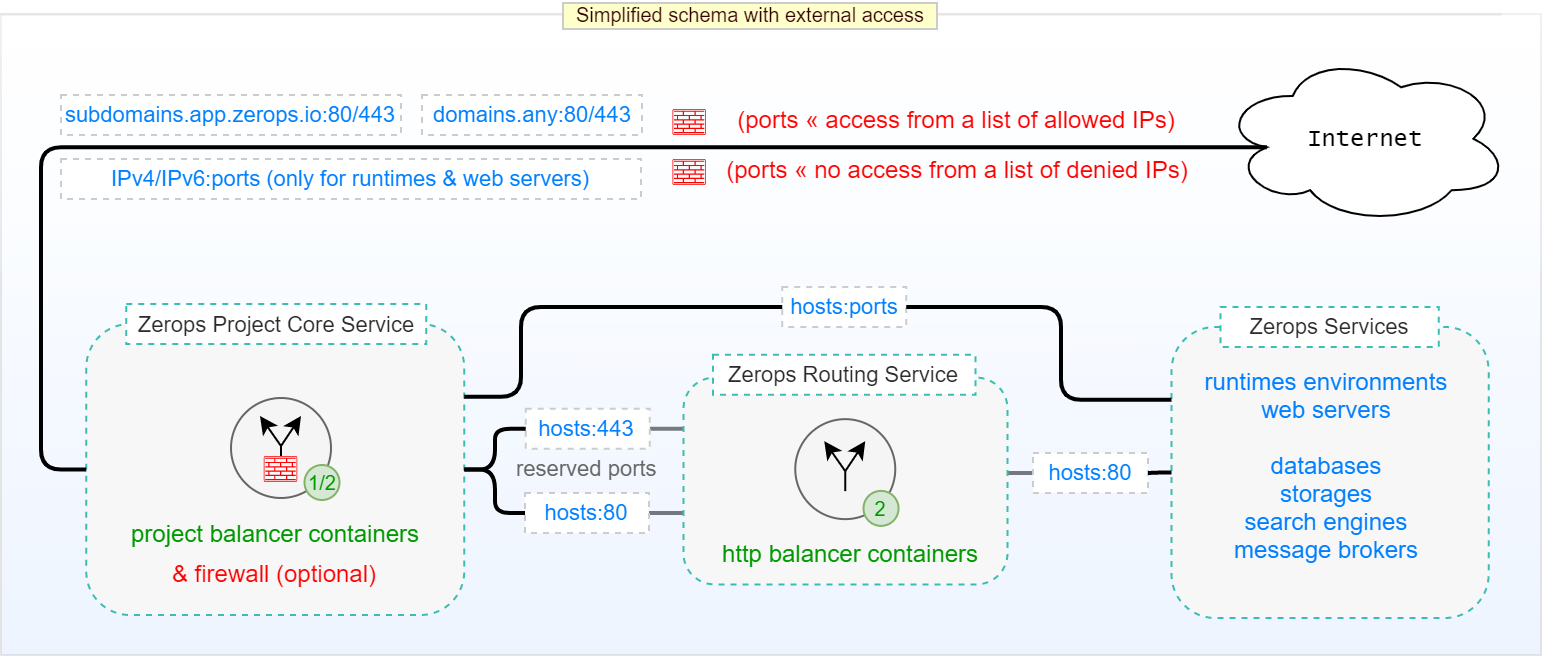 Simplified schema with external access
subdomains.app.zerops.io:80/443
domains.any:80/443
(ports « access from a list of allowed IPs)
Internet
IPv4/IPv6:ports (only for runtimes & web servers)
(ports « no access from a list of denied IPs)
Zerops Project Core Service
1/2
project balancer containers
& firewall (optional)
hosts:ports
hosts:443
reserved ports
hosts:80
Zerops Routing Service
2
http balancer containers
hosts:80
Zerops Services
runtimes environments
web servers
databases
storages
search engines
message brokers